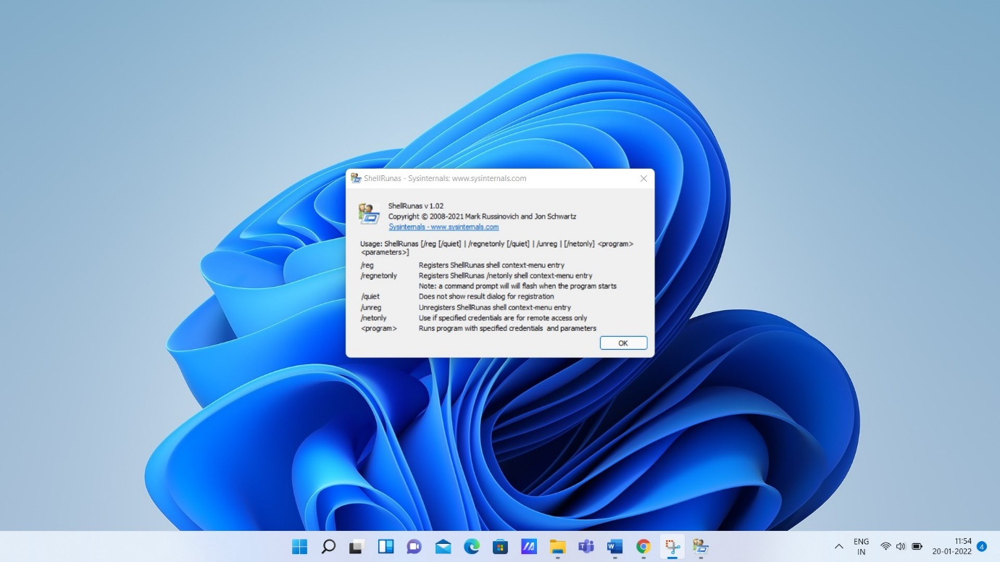 ShellRunas - Sysinternals: www.sysinternals.com
ShellRunas v 1.02
Copyright © 2008-2021 Mark Russinovich and Jon Schwartz
Sysinternals - www.sysinternals.com
Usage: ShellRunas [/reg [/quiet] | /regnetonly [/quiet] | /unreg | [/netonly] <program>
<parameters>]
/reg Registers ShellRunas shell context-menu entry
/regnetonly Registers ShellRunas /netonly shell context-menu entry
Note: a command prompt will will flash when the program starts
/quiet Does not show result dialog for registration
/unreg Unregisters ShellRunas shell context-menu entry
/netonly Use if specified credentials are for remote access only
<program> Runs program with specified credentials and parameters
OK
ENG
IN
11:54
20-01-2022
4